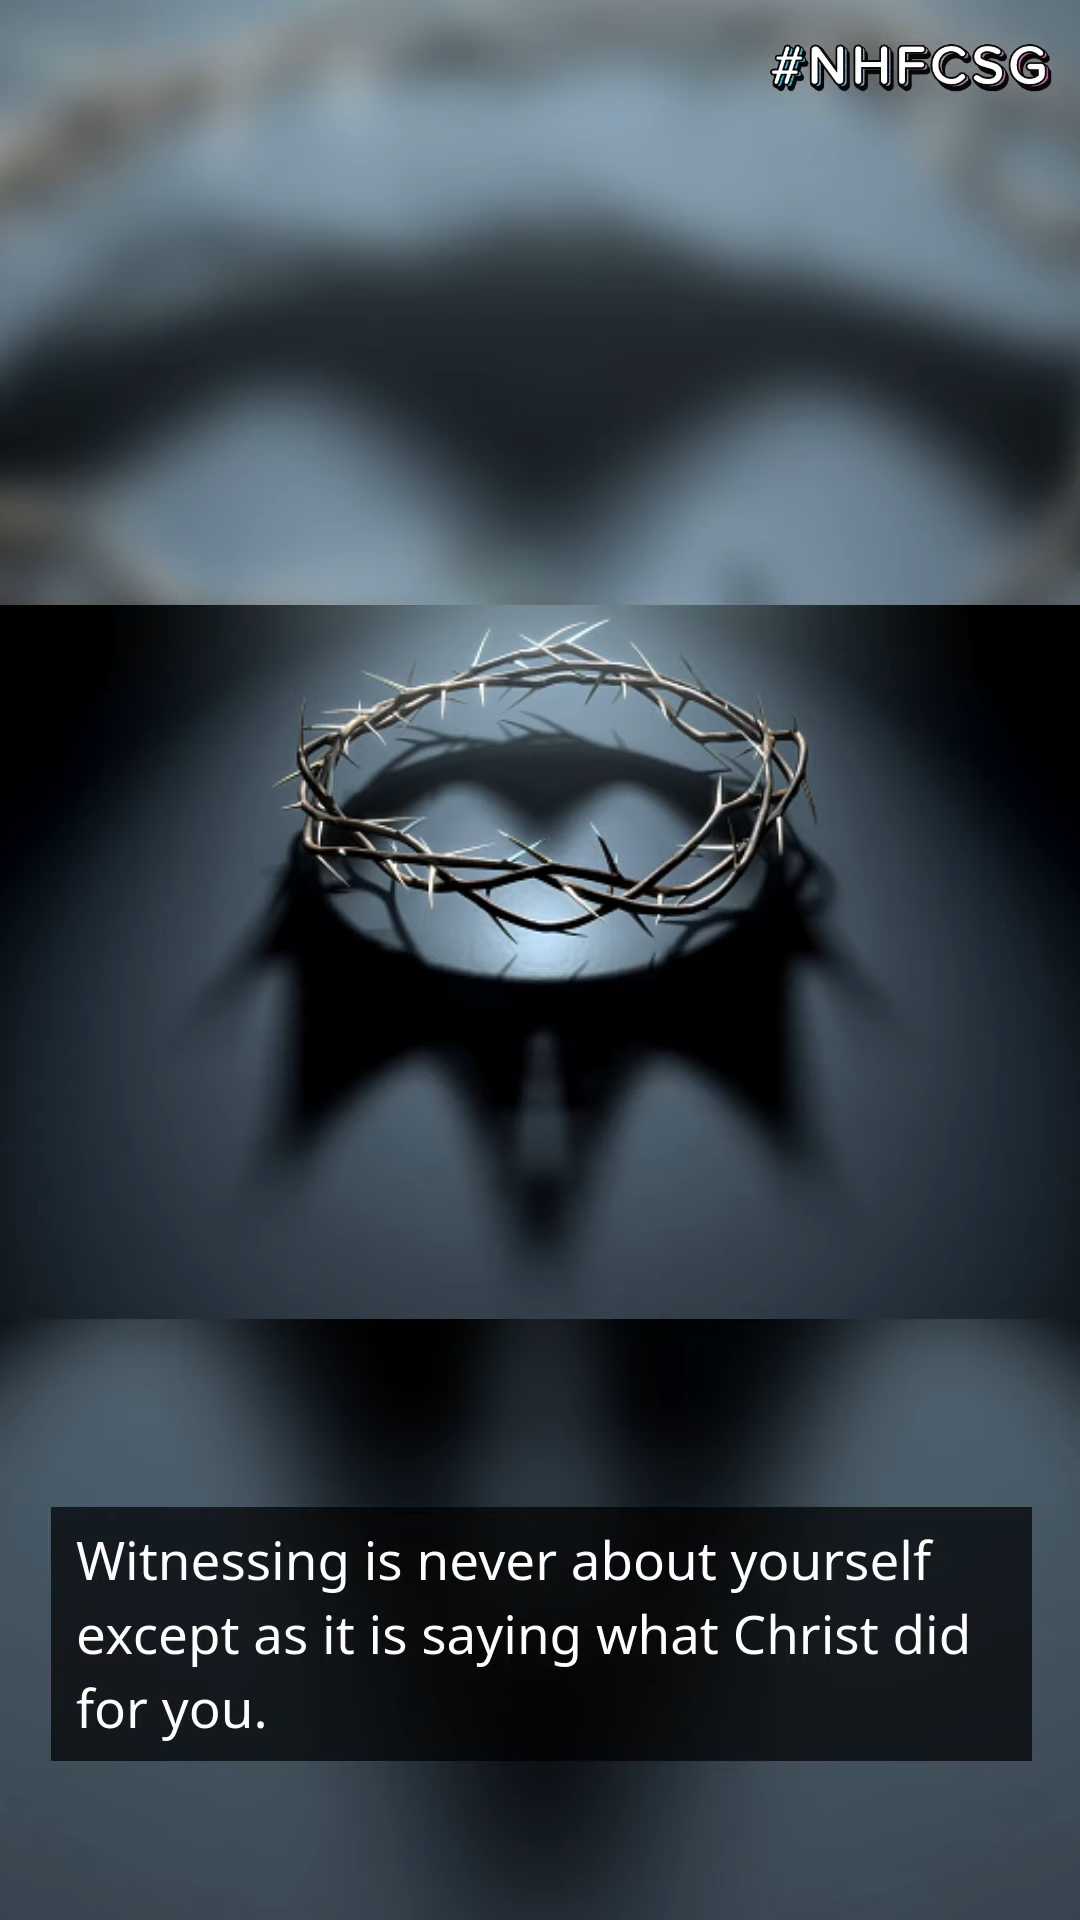 #NHFCSG
Witnessing is never about yourself
except as it is saying what Christ did
for you.